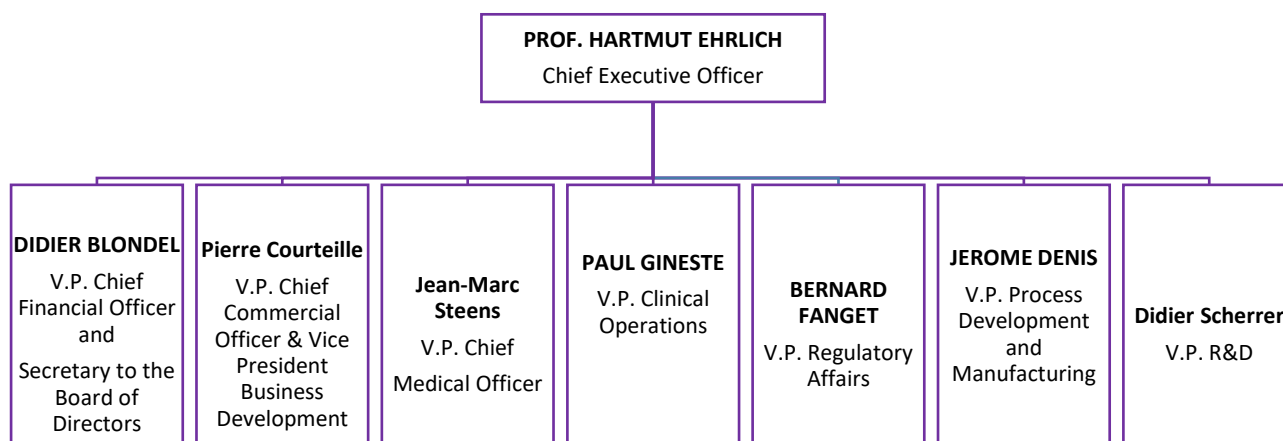 PROF. HARTMUT EHRLICH
Chief Executive Officer
DIDIER BLONDEL
V.P. Chief
Financial Officer
and
Secretary to the
Board of
Directors
Pierre Courteille
V.P. Chief
Commercial
Officer & Vice
President
Business
Development
Jean-Marc
Steens
V.P. Chief
Medical Officer
PAUL GINESTE
V.P. Clinical
Operations
BERNARD
FANGET
V.P. Regulatory
Affairs
JEROME DENIS
V.P. Process
Development
and
Manufacturing
Didier Scherrer
V.P. R&D